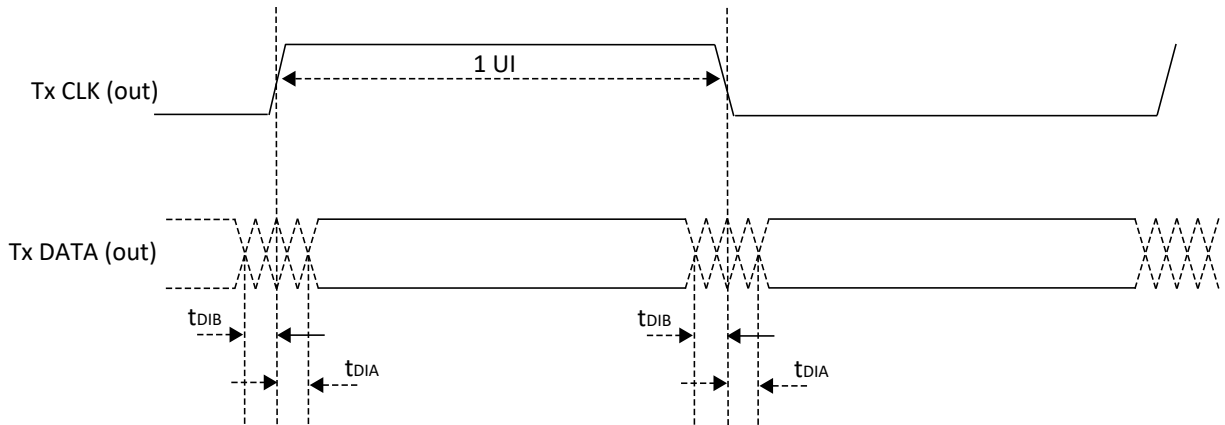 Tx CLK (out)
1 UI
Tx DATA (out)
tDIB
tDIB
tDIA
tDIA